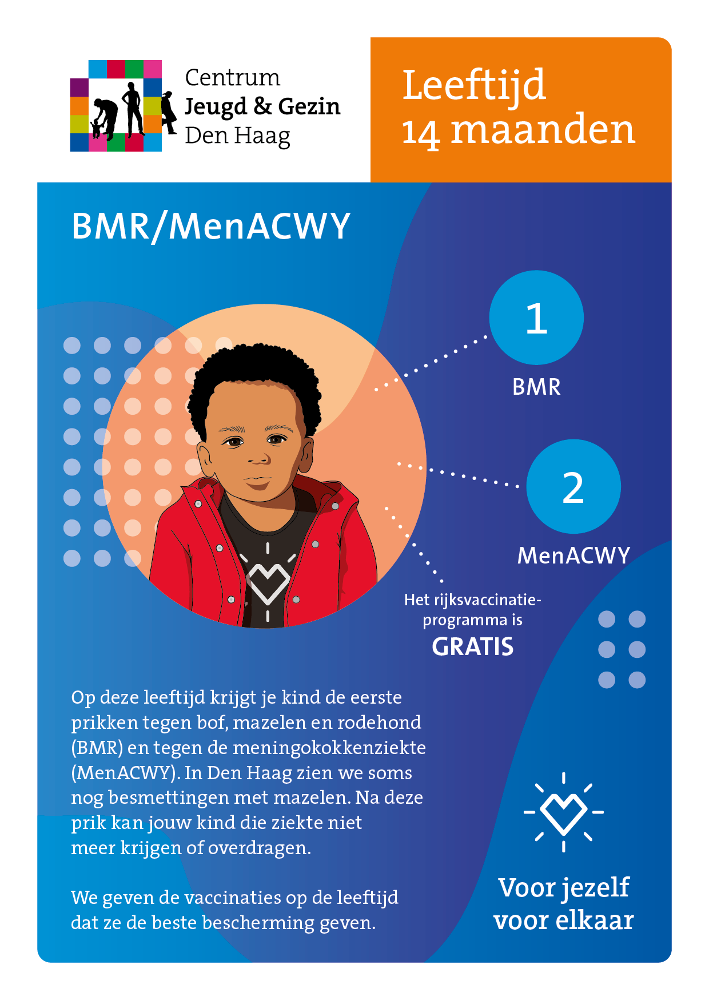 Centrum
Jeugd & Gezin
Den Haag
Leeftijd
14 maanden
BMR/MenACWY
1
BMR
2
MenACWY
Het rijksvaccinatie-
programma is
GRATIS
Op deze leeftijd krijgt je kind de eerste
prikken tegen bof, mazelen en rodehond
(BMR) en tegen de meningokokkenziekte
(MenACWY). In Den Haag zien we soms
nog besmettingen met mazelen. Na deze
prik kan jouw kind die ziekte niet
meer krijgen of overdragen.
We geven de vaccinaties op de leeftijd
dat ze de beste bescherming geven.
Voor jezelf
voor elkaar